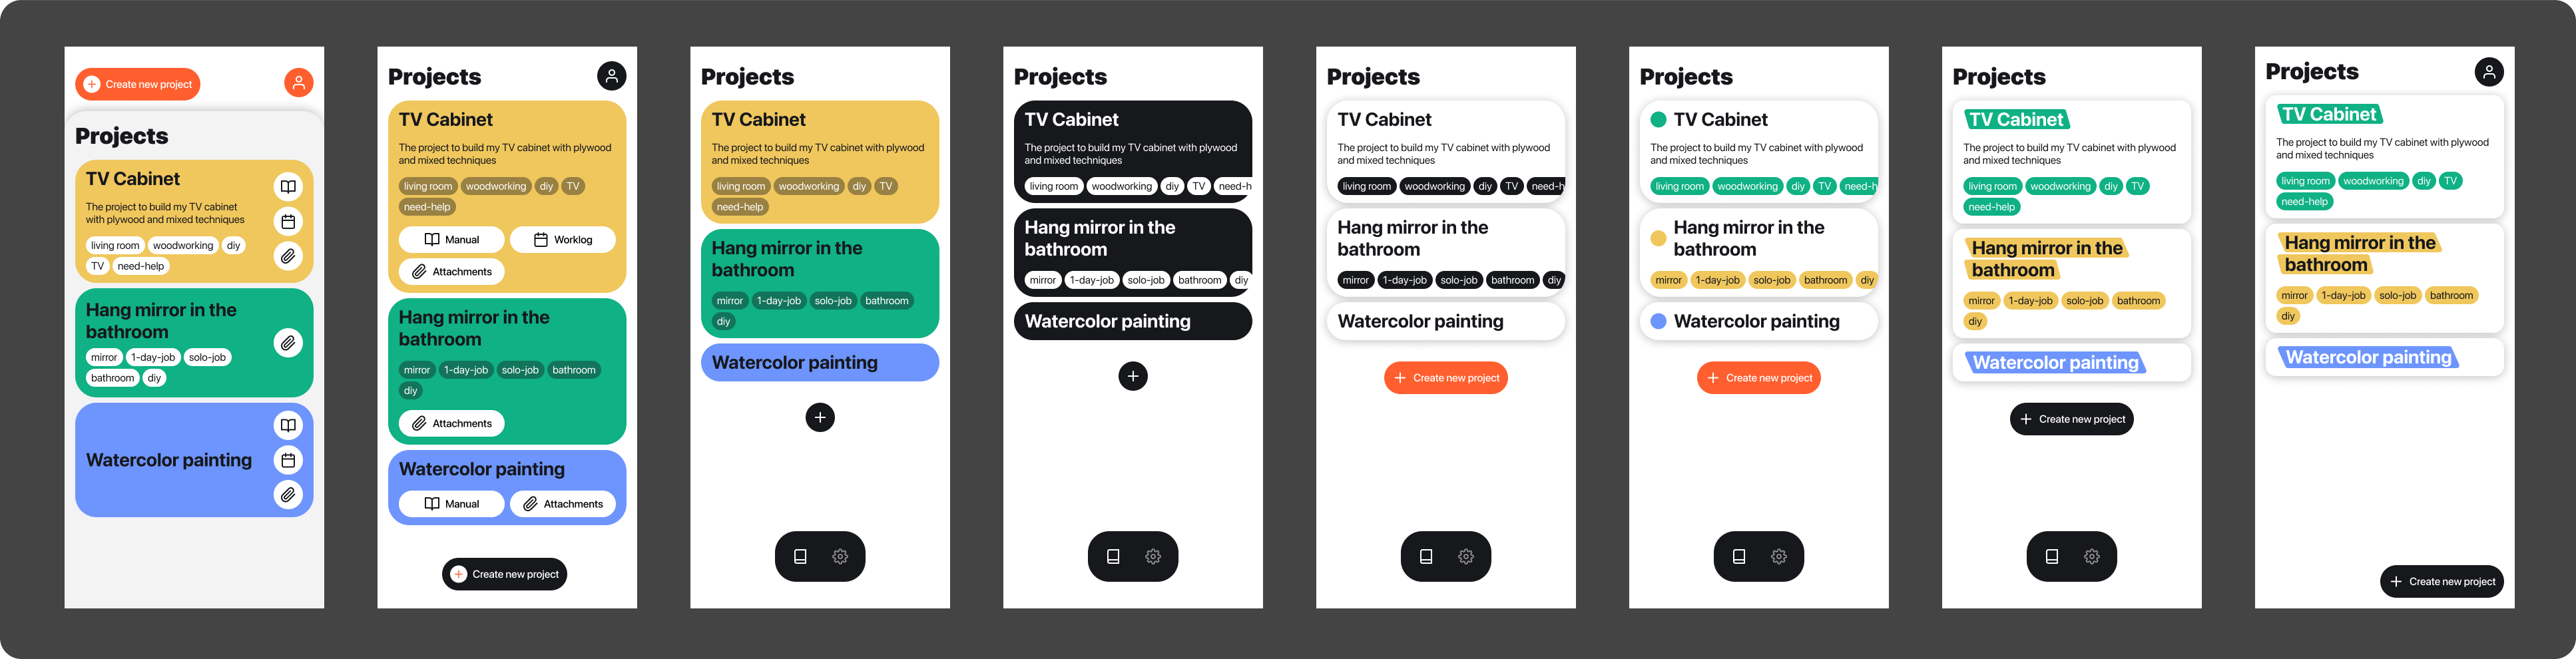 Create new project
Projects
TV Cabinet
The project to build my TV cabinet
with plywood and mixed techniques
living room woodworking diy
TV need-help
Hang mirror in the
bathroom
mirror 1-day-job solo-job
bathroom diy
Watercolor painting
Projects
TV Cabinet
The project to build my TV cabinet with plywood
and mixed techniques
living room woodworking diy TV
need-help
Manual Worklog
Attachments
Hang mirror in the
bathroom
mirror 1-day-job solo-job bathroom
diy
Attachments
Watercolor painting
Manual Attachments
Create new project
Projects
TV Cabinet
The project to build my TV cabinet with plywood
and mixed techniques
living room woodworking diy TV
need-help
Hang mirror in the
bathroom
mirror 1-day-job solo-job bathroom
diy
Watercolor painting
Projects
TV Cabinet
The project to build my TV cabinet with plywood
and mixed techniques
living room woodworking diy TV need-h
Hang mirror in the
bathroom
mirror 1-day-job solo-job bathroom diy
Watercolor painting
Projects
TV Cabinet
The project to build my TV cabinet with plywood
and mixed techniques
living room woodworking diy TV need-h
Hang mirror in the
bathroom
mirror 1-day-job solo-job bathroom diy
Watercolor painting
Create new project
Projects
TV Cabinet
The project to build my TV cabinet with plywood
and mixed techniques
living room woodworking diy TV need-h
Hang mirror in the
bathroom
mirror 1-day-job solo-job bathroom diy
Watercolor painting
Create new project
Projects
TV Cabinet
The project to build my TV cabinet with plywood
and mixed techniques
living room woodworking diy TV
need-help
Hang mirror in the
bathroom
mirror 1-day-job solo-job bathroom
diy
Watercolor painting
Create new project
Projects
TV Cabinet
The project to build my TV cabinet with plywood
and mixed techniques
living room woodworking diy TV
need-help
Hang mirror in the
bathroom
mirror 1-day-job solo-job bathroom
diy
Watercolor painting
Create new project